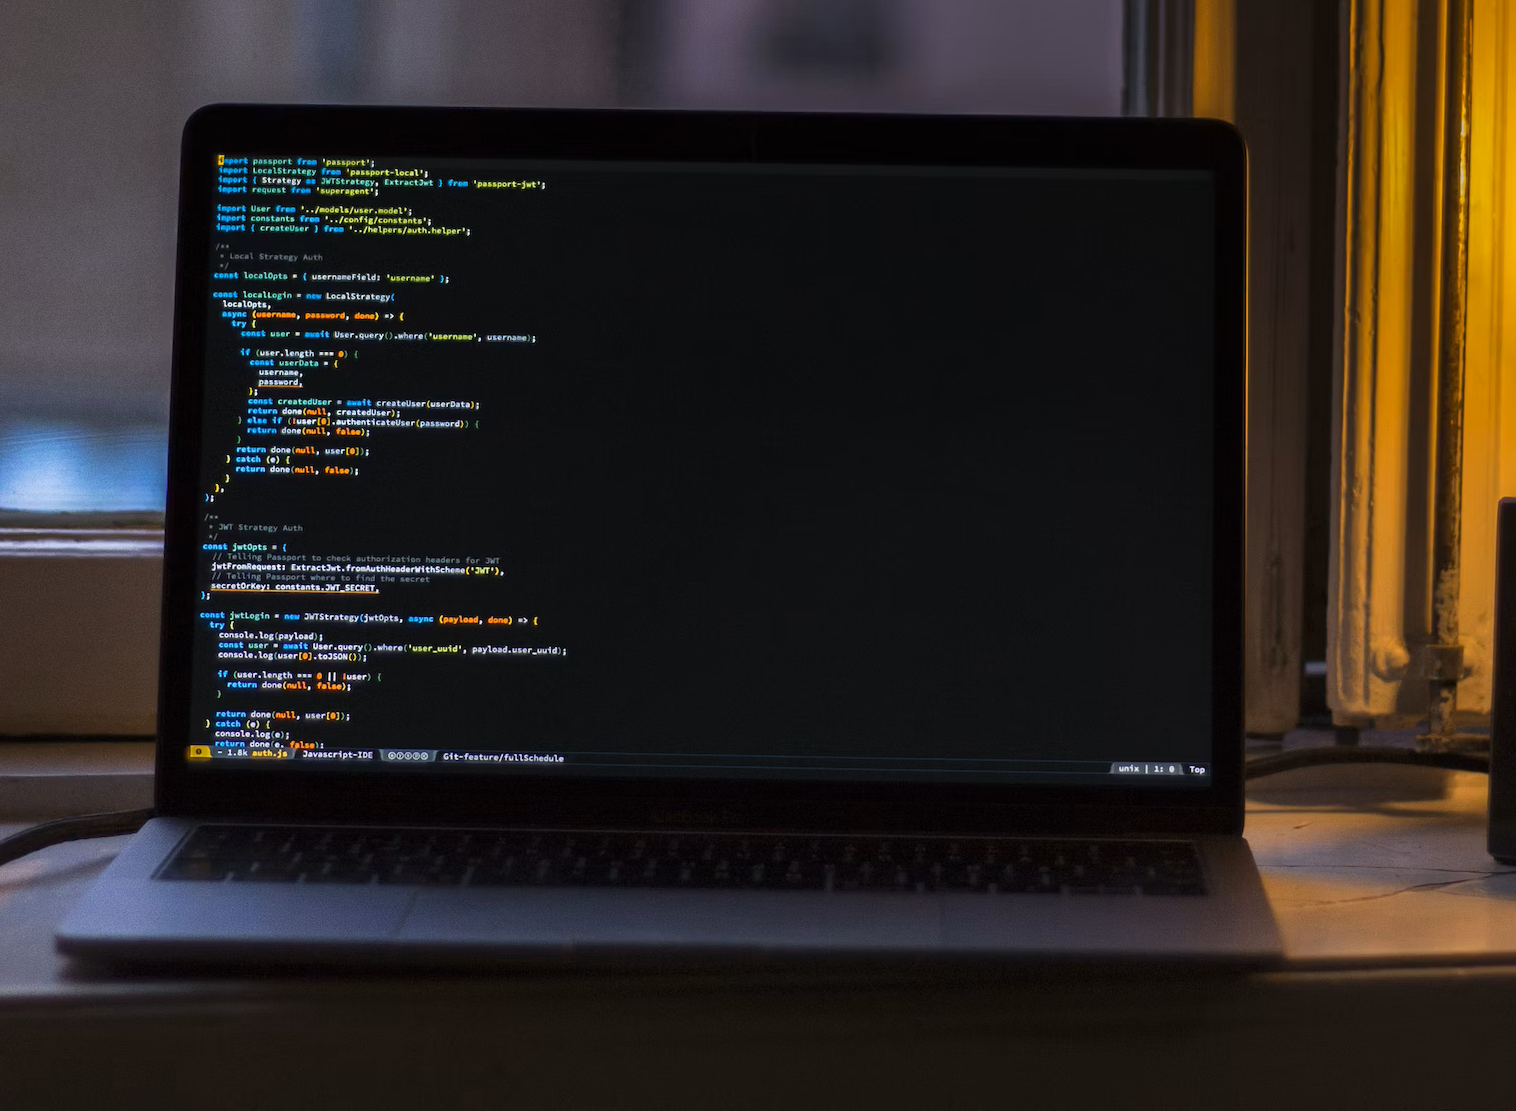 import passport from 'passport';
import LocalStrategy from 'passport-local';
import { Strategy as JWTStrategy, ExtractJwt } from 'passport-jwt';
import request from 'superagent';
import User from '../models/user.model';
import constants from '../config/constants';
import { createUser } from '../helpers/auth.helper';
/**
* Local Strategy Auth
*/
const localOpts = { usernameField: 'username' };
const localLogin = new LocalStrategy(
localOpts,
async (username, password, done) => {
try {
const user = await User.query().where('username', username);
if (user.length === 0) {
const userData = {
username,
password,
};
const createdUser = await createUser(userData);
return done(null, createdUser);
} else if (!user[0].authenticateUser(password)) {
return done(null, false);
}
return done(null, user[0]);
} catch (e) {
return done(null, false);
}
},
);
/**
* JWT Strategy Auth
*/
const jwtOpts = {
// Telling Passport to check authorization headers for JWT
jwtFromRequest: ExtractJwt.fromAuthHeaderWithScheme('JWT'),
// Telling Passport where to find the secret
secretOrKey: constants.JWT_SECRET,
};
const jwtLogin = new JWTStrategy(jwtOpts, async (payload, done) => {
try {
console.log(payload);
const user = await User.query().where('user_uuid', payload.user_uuid);
console.log(user[0].toJSON());
if (user.length === 0 || !user) {
return done(null, false);
}
return done(null, user[0]);
} catch (e) {
console.log(e);
return done(e, false);
- 1.8k auth.js Javascript-IDE Git-feature/fullSchedule unix | 1: 0 Top